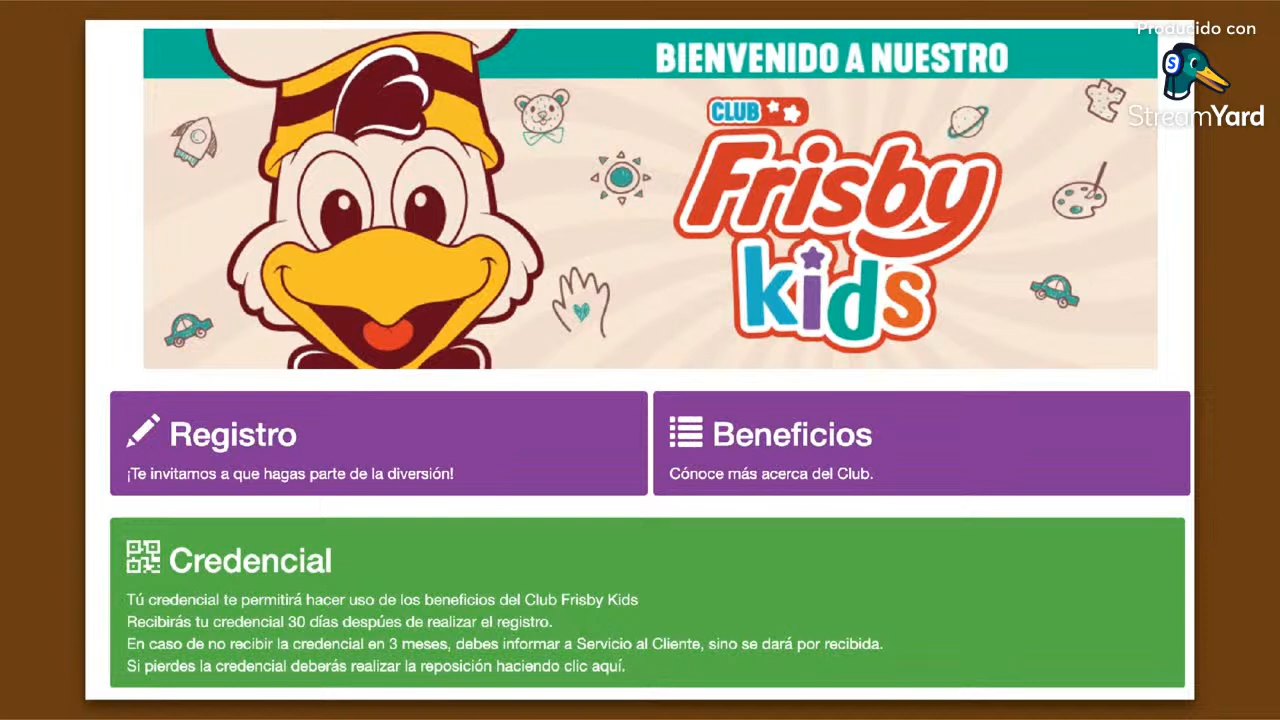 Producido con
StreamYard
BIENVENIDO A NUESTRO
CLUB
Frisby
kids
Registro
¡Te invitamos a que hagas parte de la diversión!
Beneficios
Cónoce más acerca del Club.
Credencial
Tú credencial te permitirá hacer uso de los beneficios del Club Frisby Kids
Recibirás tu credencial 30 días despúes de realizar el registro.
En caso de no recibir la credencial en 3 meses, debes informar a Servicio al Cliente, sino se dará por recibida.
Si pierdes la credencial deberás realizar la reposición haciendo clic aquí.